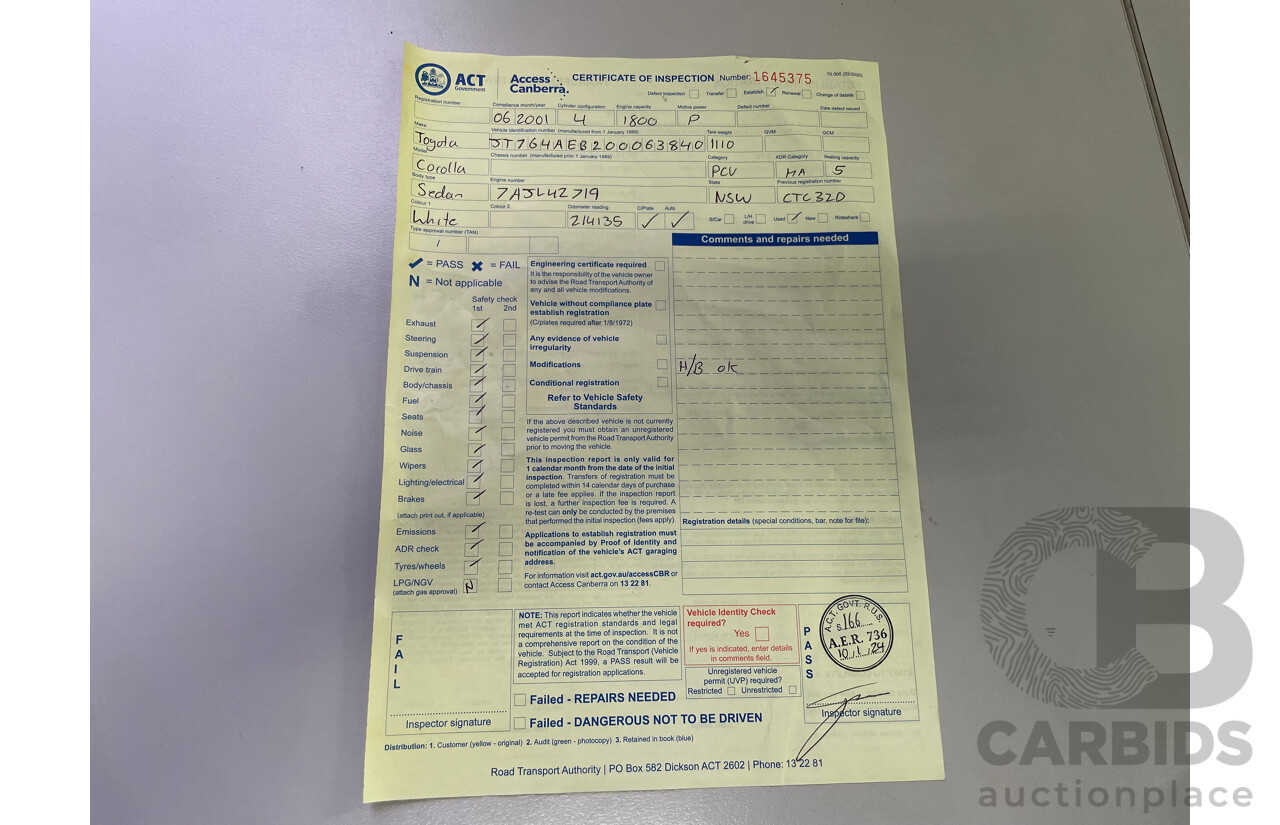 ACT
Government
Access
Canberra
CERTIFICATE OF INSPECTION Number: 1645375
Defect inspection Transfer Establish Renewal Change of details
Registration number Compliance month/year Cylinder configuration Engine capacity Motive power Defect number Date defect issued
06 2001 4 1800 P
Make Vehicle identification number (manufactured from 1 January 1989) Tare weight GVM GCM
Toyota JT764AEB200063840 1110
Model Chassis number (manufactured prior 1 January 1989) Category ADR Category Seating capacity
Corolla PCV MA 5
Body type Engine number State Previous registration number
Sedan 7AJL42719 NSW CTC32D
Colour 1 Colour 2 Odometer reading C/Plate Auto
White 214135 ✓ ✓ B/Car L/H drive Used New Rideshare
Type approval number (TAN)
/
Comments and repairs needed
✓ = PASS ✖ = FAIL
N = Not applicable
Safety check
1st 2nd
Exhaust
Steering
Suspension
Drive train
Body/chassis
Fuel
Seats
Noise
Glass
Wipers
Lighting/electrical
Brakes
(attach print out, if applicable)
Emissions
ADR check
Tyres/wheels
LPG/NGV N
(attach gas approval)
Engineering certificate required
It is the responsibility of the vehicle owner
to advise the Road Transport Authority of
any and all vehicle modifications.
Vehicle without compliance plate
establish registration
(C/plates required after 1/8/1972)
Any evidence of vehicle
irregularity
Modifications
Conditional registration
Refer to Vehicle Safety
Standards
If the above described vehicle is not currently
registered you must obtain an unregistered
vehicle permit from the Road Transport Authority
prior to moving the vehicle.
This inspection report is only valid for
1 calendar month from the date of the initial
inspection. Transfers of registration must be
completed within 14 calendar days of purchase
or a late fee applies. If the inspection report
is lost, a further inspection fee is required. A
re-test can only be conducted by the premises
that performed the initial inspection (fees apply).
Applications to establish registration must
be accompanied by Proof of Identity and
notification of the vehicle's ACT garaging
address.
For information visit act.gov.au/accessCBR or
contact Access Canberra on 13 22 81.
H/B ok
Registration details (special conditions, bar, note for file):
FAIL
Inspector signature
NOTE: This report indicates whether the vehicle
met ACT registration standards and legal
requirements at the time of inspection. It is not
a comprehensive report on the condition of the
vehicle. Subject to the Road Transport (Vehicle
Registration) Act 1999, a PASS result will be
accepted for registration applications.
Failed - REPAIRS NEEDED
Failed - DANGEROUS NOT TO BE DRIVEN
Vehicle Identity Check
required?
Yes
If yes is indicated, enter details
in comments field.
Unregistered vehicle
permit (UVP) required?
Restricted Unrestricted
PASS
A.C.T. GOVT. R.U.S.
S166
A.E.R. 736
10/1/24
Inspector signature
Distribution: 1. Customer (yellow - original) 2. Audit (green - photocopy) 3. Retained in book (blue)
Road Transport Authority | PO Box 582 Dickson ACT 2602 | Phone: 13 22 81
CB
CARBIDS
auctionplace